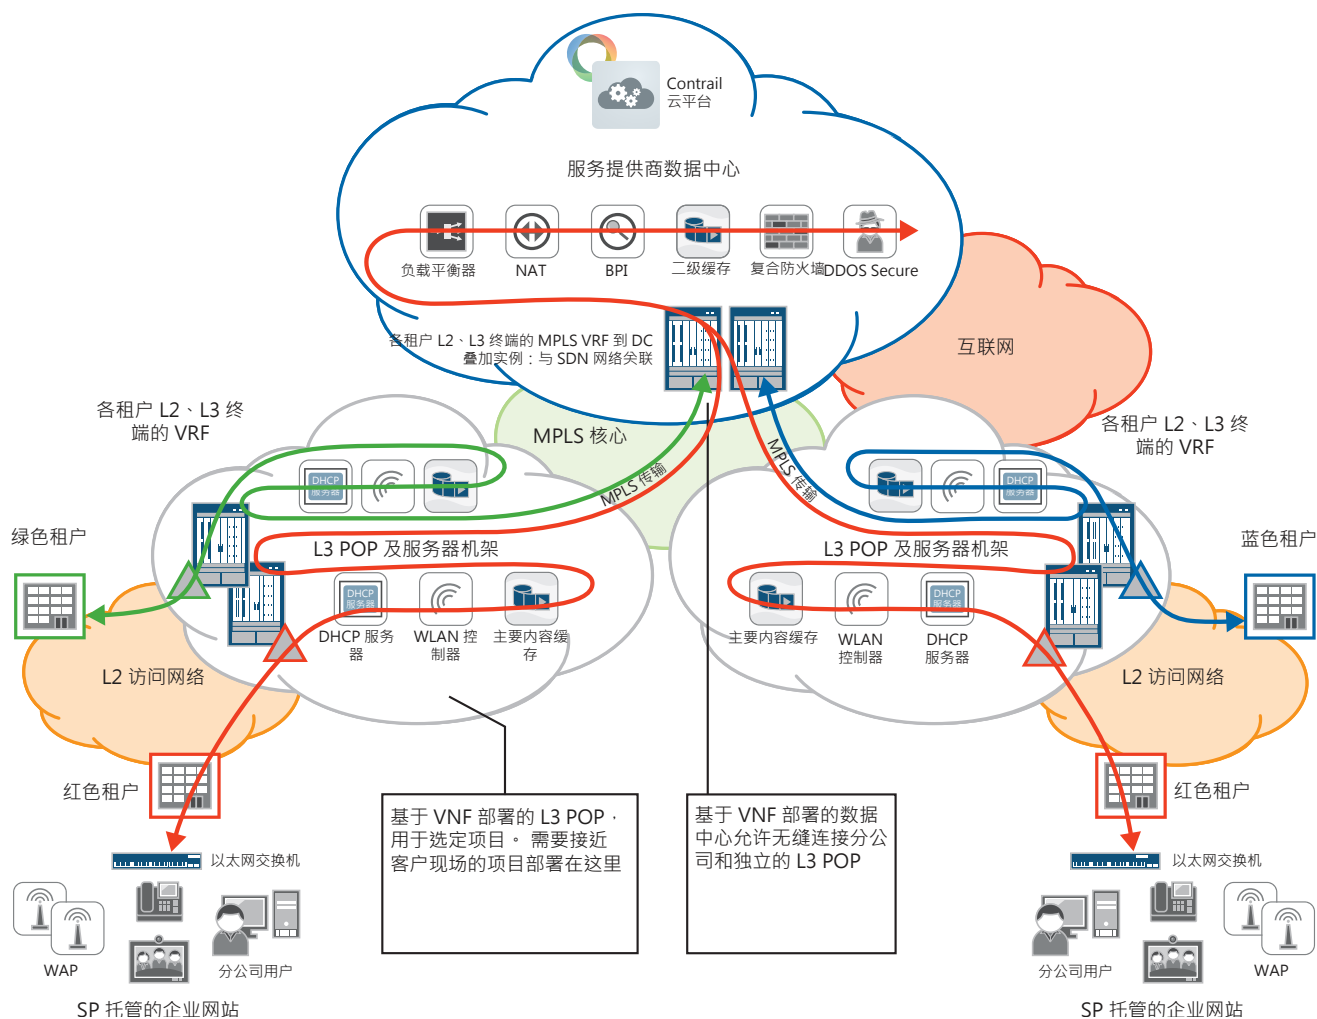 Contrail
云平台
服务提供商数据中心
负载平衡器
NAT
BPI
二级缓存
复合防火墙
DDOS Secure
各租户 L2、L3 终端的 MPLS VRF 到 DC
叠加实例：与 SDN 网络关联
互联网
各租户 L2、L3 终
端的 VRF
MPLS 核心
各租户 L2、L3 终
端的 VRF
DHCP
服务器
MPLS 传输
MPLS 传输
DHCP
服务器
绿色租户
L3 POP 及服务器机架
L3 POP 及服务器机架
蓝色租户
DHCP
服务器
DHCP
服务器
DHCP 服务
器
WLAN 控
制器
主要内容缓
存
主要内容缓存
WLAN
控制器
DHCP
服务器
L2 访问网络
L2 访问网络
红色租户
红色租户
基于 VNF 部署的 L3 POP，
用于选定项目。 需要接近
客户现场的项目部署在这里
基于 VNF 部署的数据
中心允许无缝连接分公
司和独立的 L3 POP
以太网交换机
以太网交换机
WAP
分公司用户
分公司用户
WAP
SP 托管的企业网站
SP 托管的企业网站